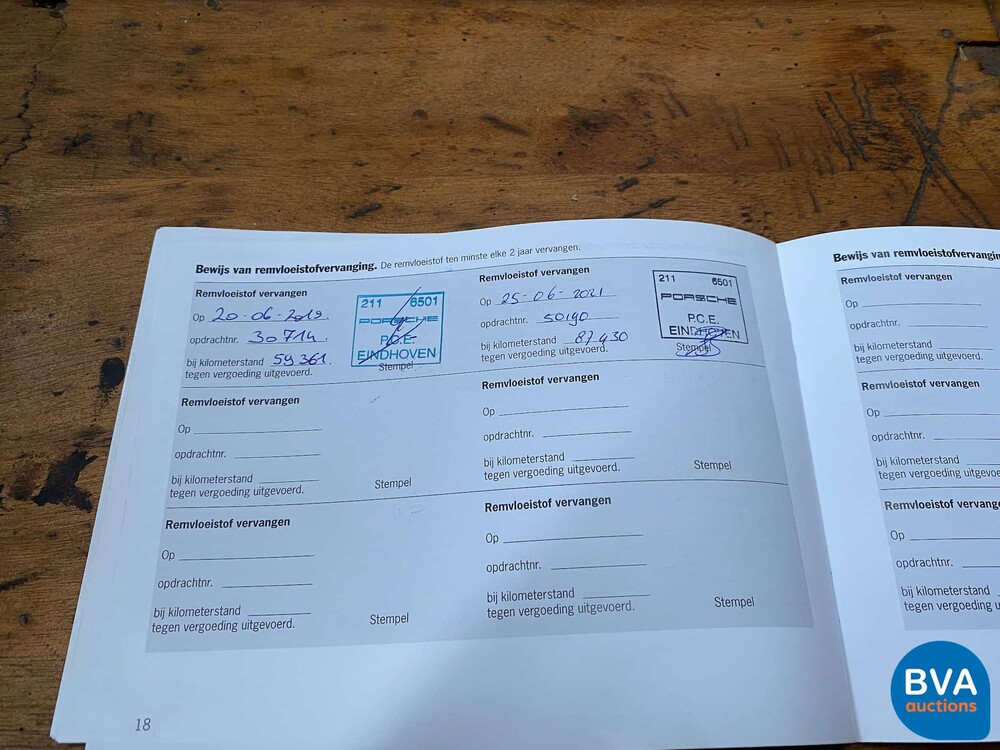 Bewijs van remvloeistofvervanging. De remvloeistof ten minste elke 2 jaar vervangen.
Remvloeistof vervangen
Op 20-06-2019.
opdrachtnr. 30714.
bij kilometerstand 59361.
tegen vergoeding uitgevoerd.
211 6501
PORSCHE
P.C.E.
EINDHOVEN
Stempel
Remvloeistof vervangen
Op 25-06-2021
opdrachtnr. 50190
bij kilometerstand 87430
tegen vergoeding uitgevoerd.
211 6501
PORSCHE
P.C.E.
EINDHOVEN
Stempel
Remvloeistof vervangen
Op
opdrachtnr.
bij kilometerstand
tegen vergoeding uitgevoerd.
Stempel
Remvloeistof vervangen
Op
opdrachtnr.
bij kilometerstand
tegen vergoeding uitgevoerd.
Stempel
Remvloeistof vervangen
Op
opdrachtnr.
bij kilometerstand
tegen vergoeding uitgevoerd.
Stempel
Remvloeistof vervangen
Op
opdrachtnr.
bij kilometerstand
tegen vergoeding uitgevoerd.
Stempel
18
Bewijs van remvloeistofvervangin
Remvloeistof vervangen
Op
opdrachtnr.
bij kilometerstand
tegen vergoeding uitgevoe
Remvloeistof vervangen
Op
opdrachtnr.
bij kilometerstand
tegen vergoeding uitgevoe
Remvloeistof vervange
Op
opdrachtnr.
bij kilometerstand
tegen vergoeding u
BVA
auctions